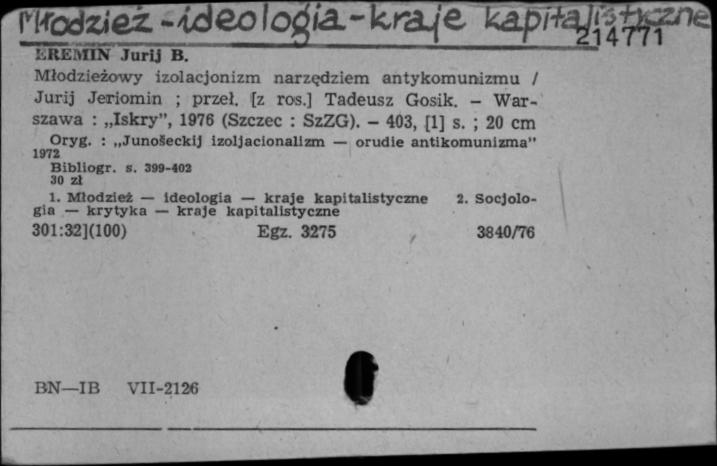 Młodzież - ideologia - kraje kapitalistyczne
214771
EREMIN Jurij B.
Młodzieżowy izolacjonizm narzędziem antykomunizmu /
Jurij Jeriomin ; przeł. [z ros.] Tadeusz Gosik. — War-
szawa : „Iskry”, 1976 (Szczec : SzZG). — 403, [1] s. ; 20 cm
Oryg. : „Junošeckij izoljacionalizm — orudie antikomunizma”
1972
Bibliogr. s. 399-402
30 zł
1. Młodzież — ideologia — kraje kapitalistyczne 2. Socjolo-
gia — krytyka — kraje kapitalistyczne
301:32](100) Egz. 3275 3840/76
BN—IB VII-2126